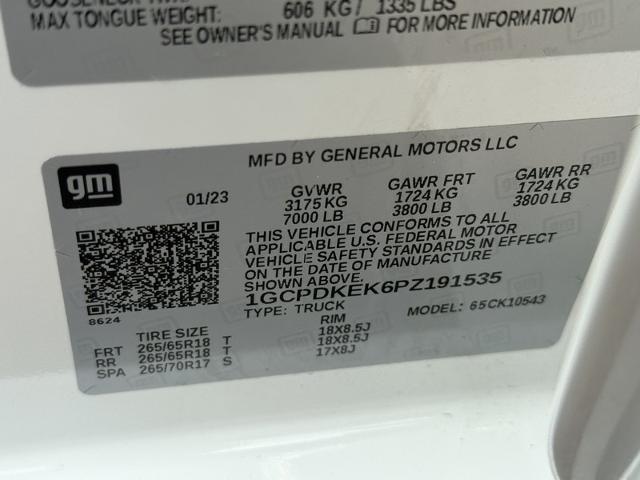 MAX TONGUE WEIGHT: 606 KG/ 1335 LBS
SEE OWNER'S MANUAL FOR MORE INFORMATION
gm
MFD BY GENERAL MOTORS LLC
01/23
GVWR GAWR FRT GAWR RR
3175 KG 1724 KG 1724 KG
7000 LB 3800 LB 3800 LB
THIS VEHICLE CONFORMS TO ALL
APPLICABLE U.S. FEDERAL MOTOR
VEHICLE SAFETY STANDARDS IN EFFECT
ON THE DATE OF MANUFACTURE
SHOWN ABOVE.
1GCPDKEK6PZ191535
TYPE: TRUCK MODEL: 65CK10543
8624
TIRE SIZE RIM
FRT 265/65R18 T 18X8.5J
RR 265/65R18 T 18X8.5J
SPA 265/70R17 S 17X8J